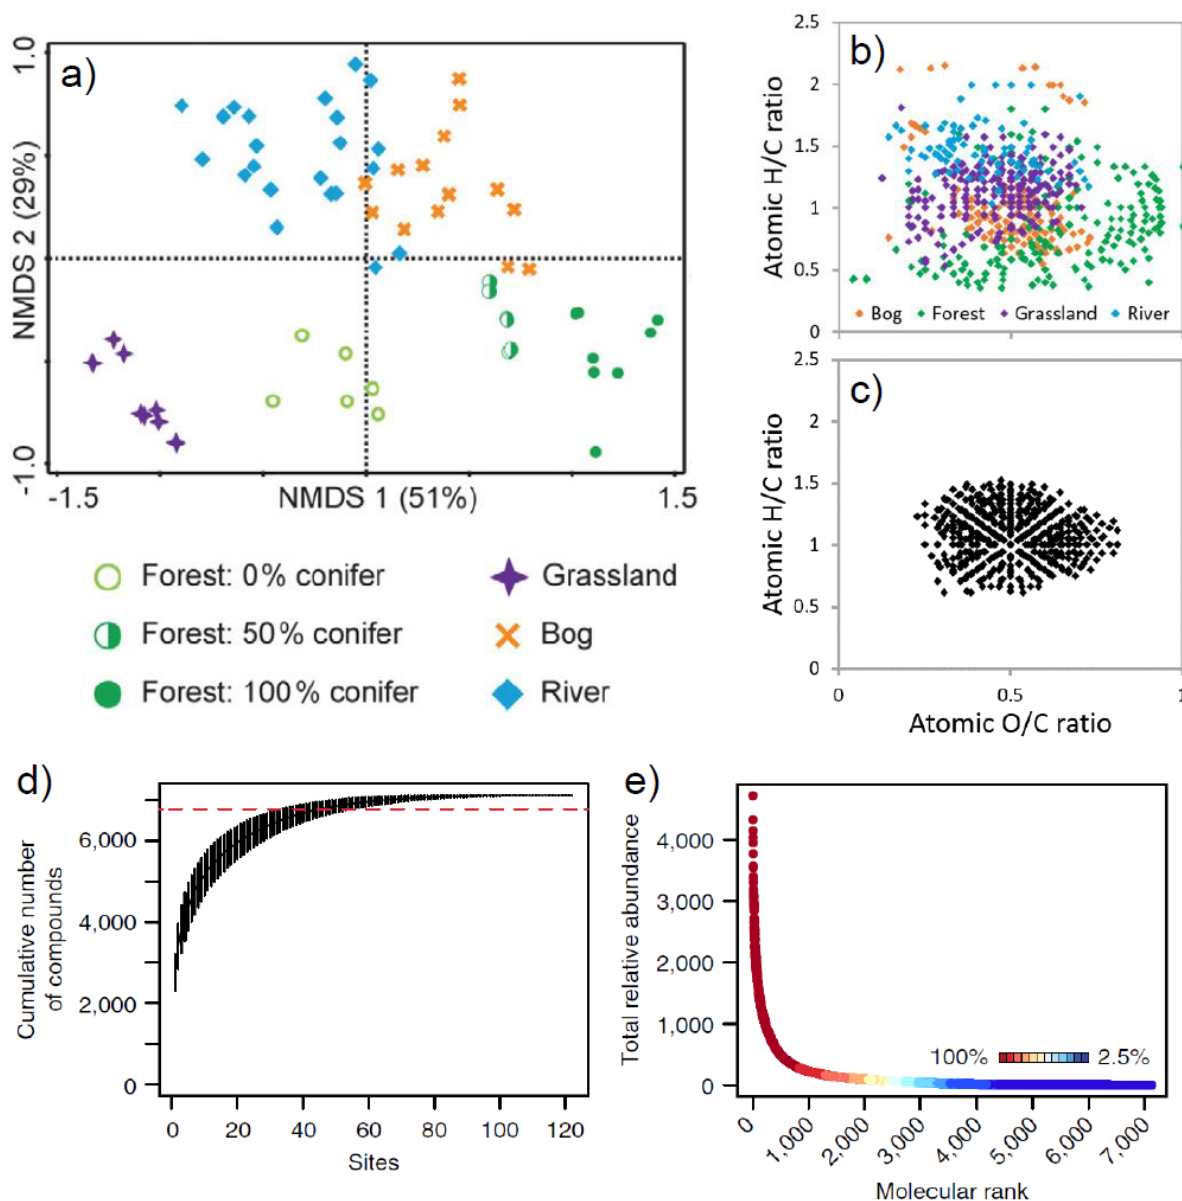 a)
1.0
NMDS 2 (29%)
-1.0
-1.5
NMDS 1 (51%)
1.5
Forest: 0% conifer
Forest: 50% conifer
Forest: 100% conifer
Grassland
Bog
River
b)
2.5
2
1.5
1
0.5
0
Atomic H/C ratio
Bog
Forest
Grassland
River
c)
2.5
2
1.5
1
0.5
0
Atomic H/C ratio
0
0.5
1
Atomic O/C ratio
d)
6,000
4,000
2,000
0
Cumulative number
of compounds
0
20
40
60
80
100
120
Sites
e)
4,000
3,000
2,000
1,000
0
Total relative abundance
100%
2.5%
0
1,000
2,000
3,000
4,000
5,000
6,000
7,000
Molecular rank